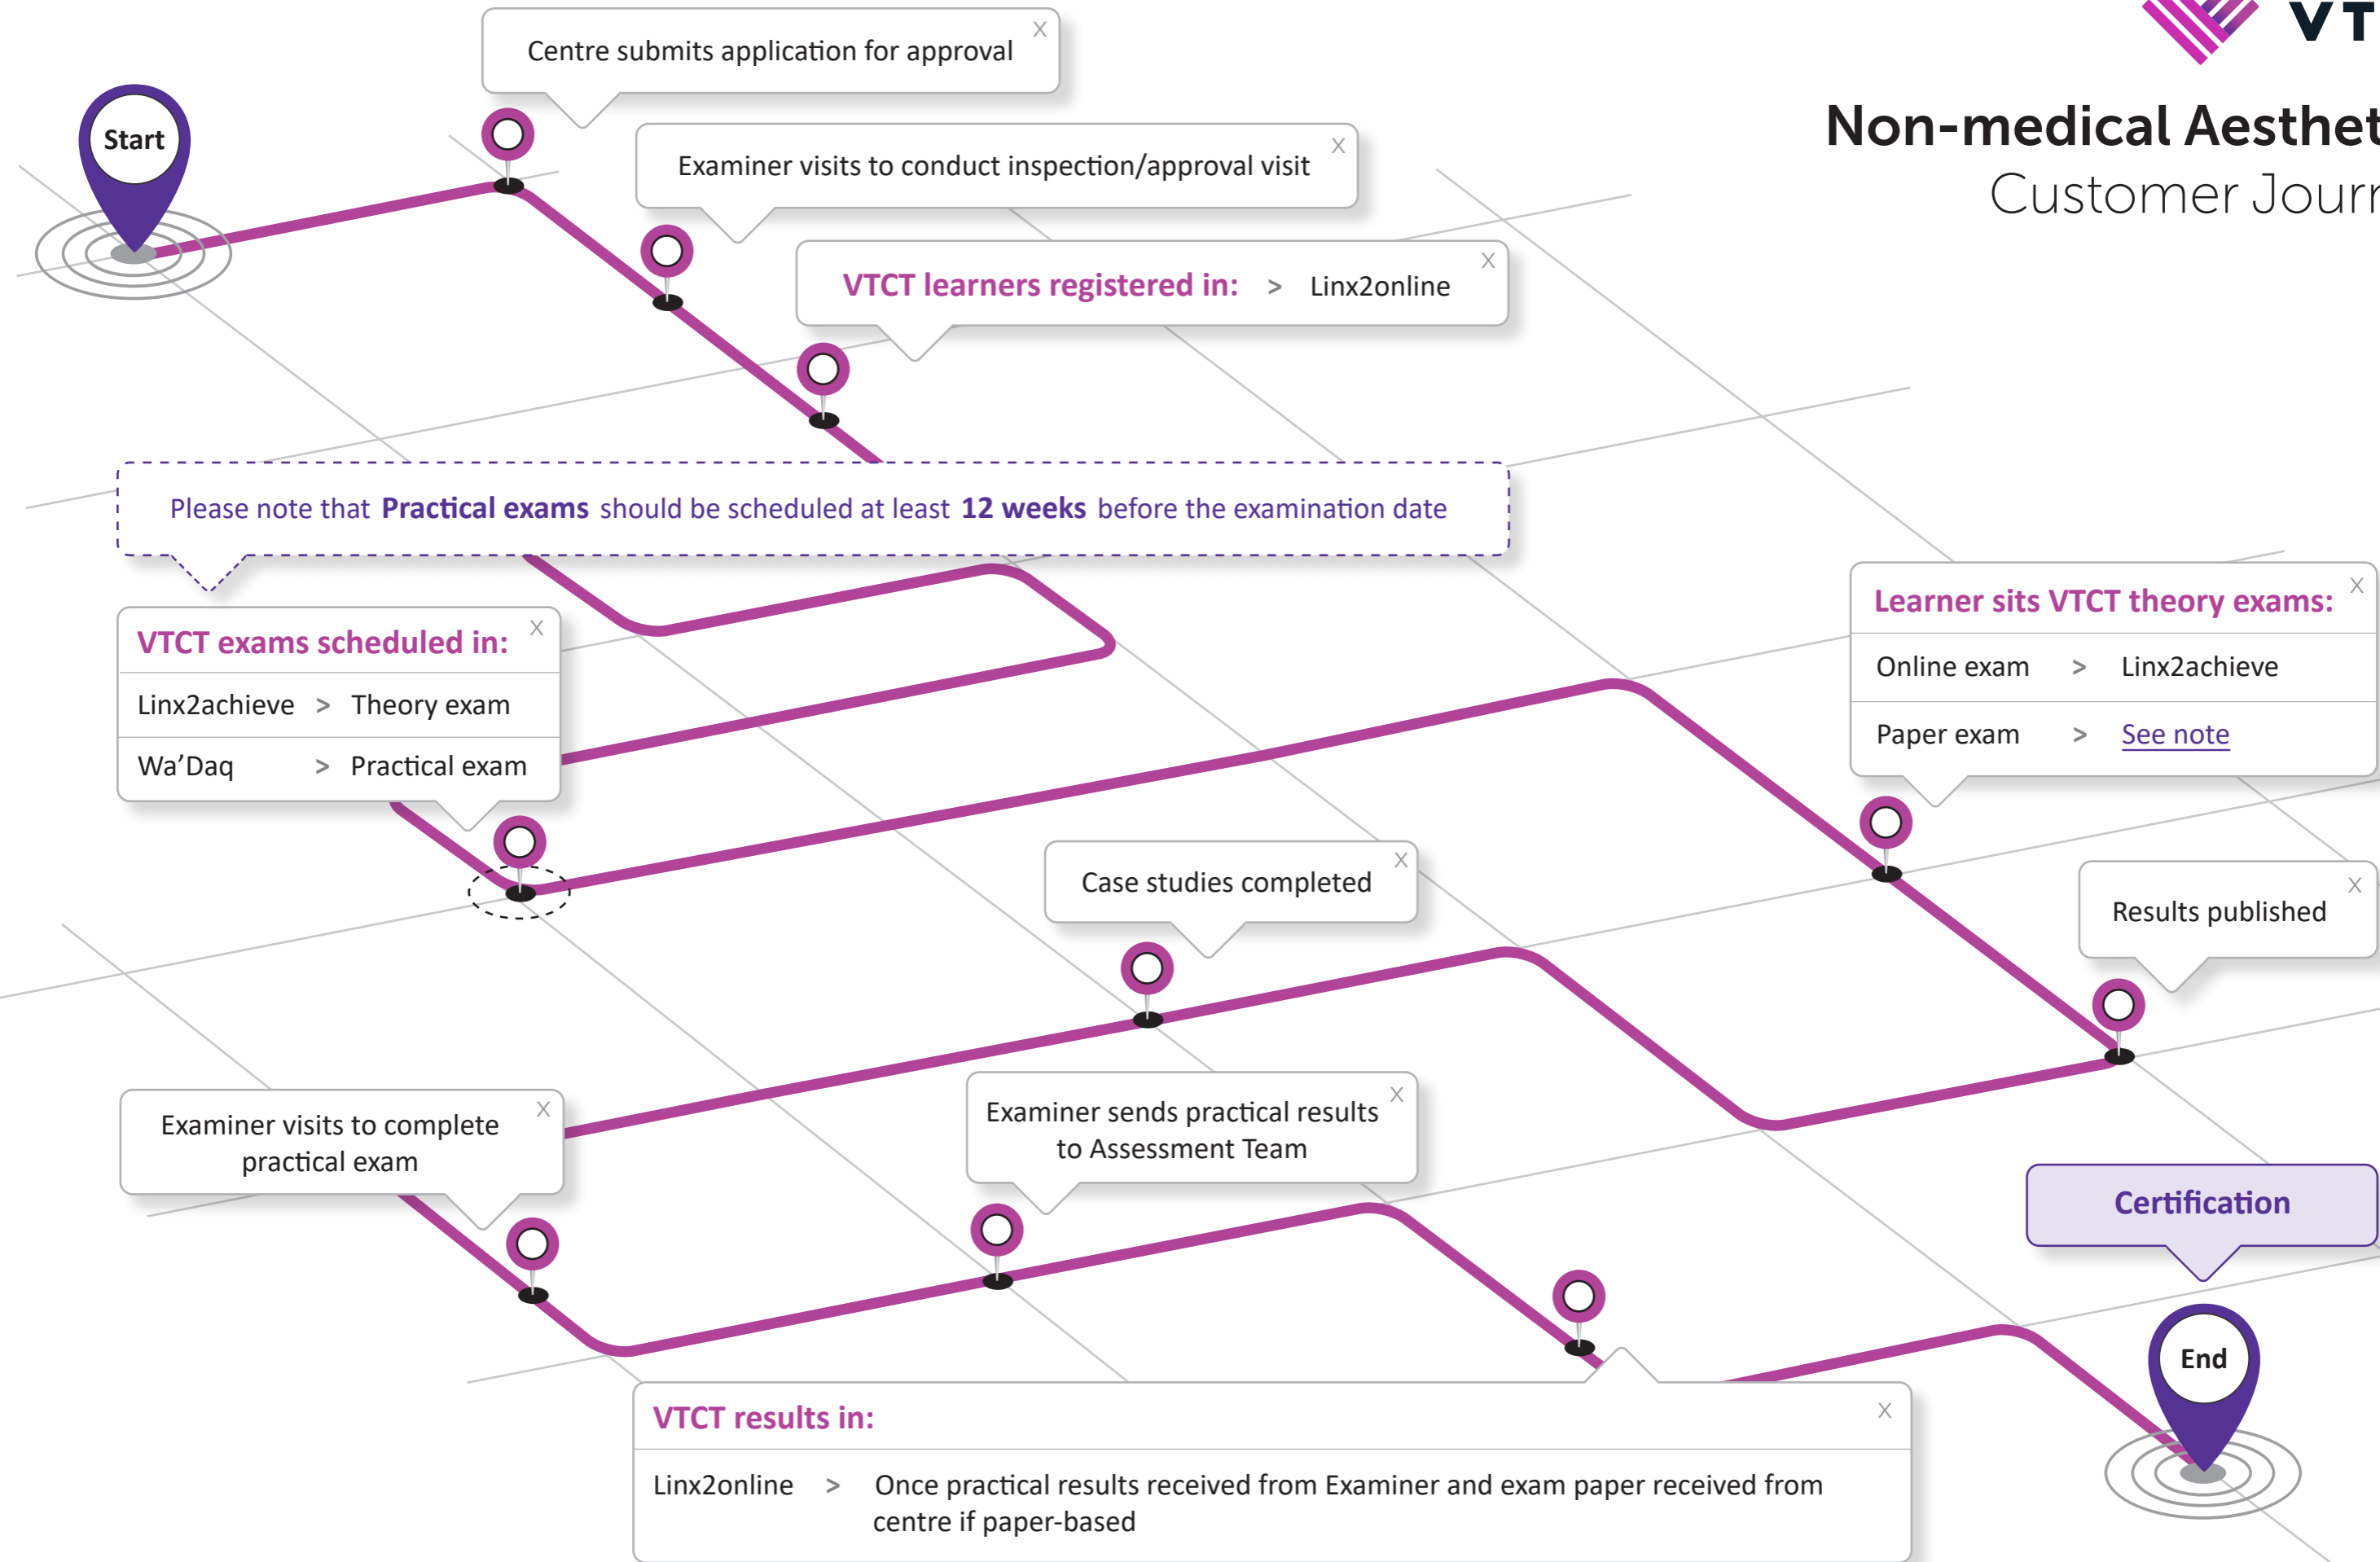 VT
Non-medical Aesthet
Customer Jour
Start
Centre submits application for approval X
Examiner visits to conduct inspection/approval visit X
VTCT learners registered in: > Linx2online X
Please note that Practical exams should be scheduled at least 12 weeks before the examination date
VTCT exams scheduled in: X
Linx2achieve > Theory exam
Wa’Daq > Practical exam
Learner sits VTCT theory exams: X
Online exam > Linx2achieve
Paper exam > See note
Results published X
Case studies completed X
Examiner visits to complete X
practical exam
Examiner sends practical results X
to Assessment Team
VTCT results in: X
Linx2online > Once practical results received from Examiner and exam paper received from
centre if paper-based
Certification
End